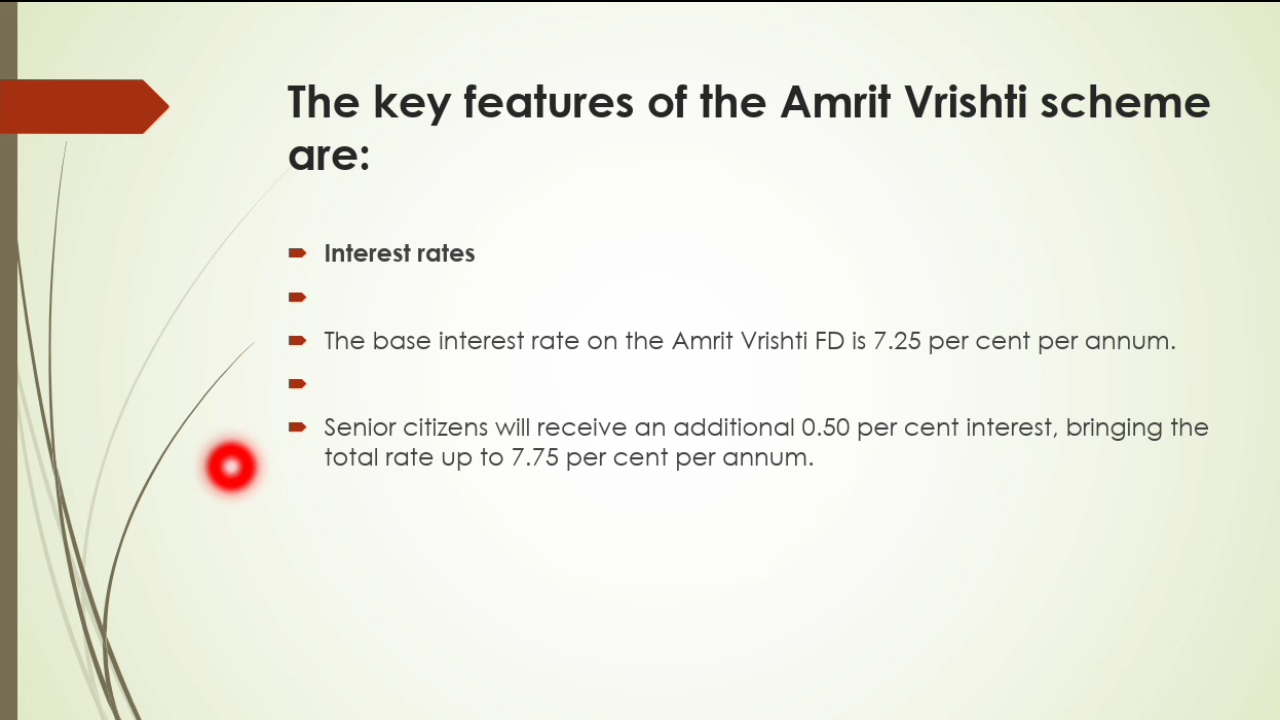 The key features of the Amrit Vrishti scheme
are:
Interest rates
The base interest rate on the Amrit Vrishti FD is 7.25 per cent per annum.
Senior citizens will receive an additional 0.50 per cent interest, bringing the
total rate up to 7.75 per cent per annum.